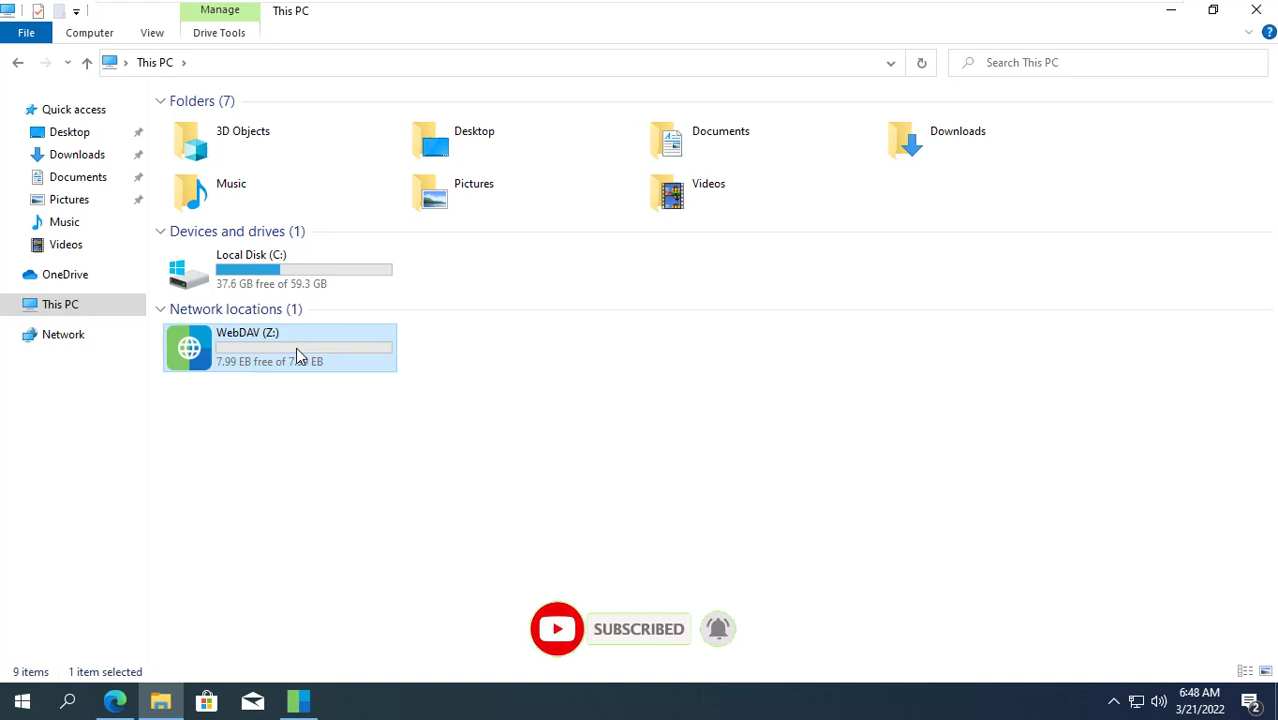 Manage
This PC
File
Computer
View
Drive Tools
This PC
Search This PC
Quick access
Desktop
Downloads
Documents
Pictures
Music
Videos
OneDrive
This PC
Network
Folders (7)
3D Objects
Desktop
Documents
Downloads
Music
Pictures
Videos
Devices and drives (1)
Local Disk (C:)
37.6 GB free of 59.3 GB
Network locations (1)
WebDAV (Z:)
7.99 EB free of EB
SUBSCRIBED
9 items
1 item selected
6:48 AM
3/21/2022
2